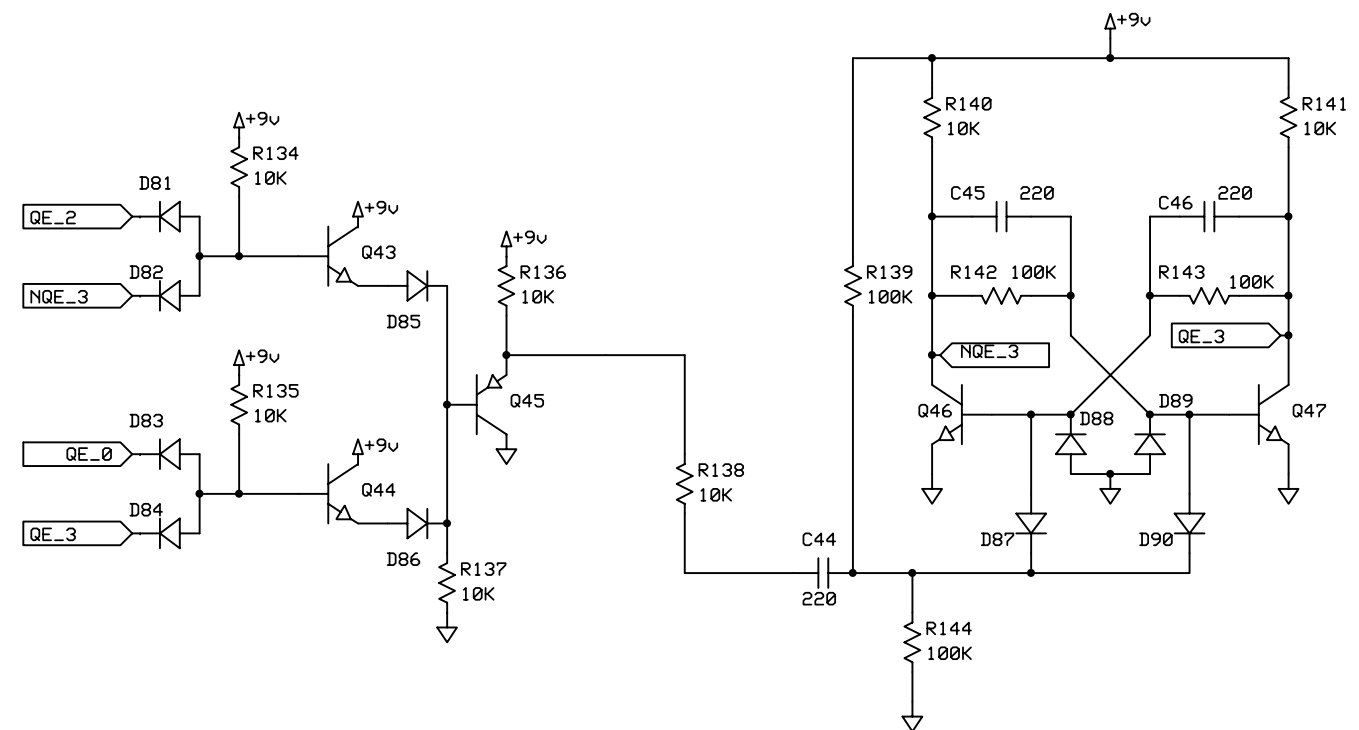 +9v
R140
10K
R141
10K
+9v
R134
10K
D81
QE_2
+9v
Q43
D82
NQE_3
D85
+9v
R136
10K
C45
220
C46
220
R139
100K
R142
100K
R143
100K
QE_3
NQE_3
+9v
R135
10K
D83
QE_0
+9v
Q44
D84
QE_3
D86
Q45
Q46
D88
D89
Q47
R138
10K
R137
10K
C44
220
D87
D90
R144
100K